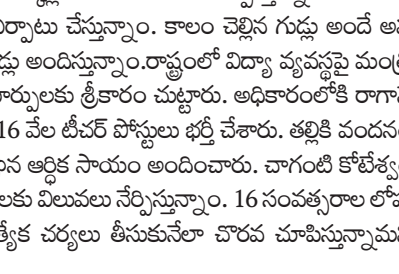 ర్పాటు చేస్తున్నాం. కాలం చెల్లిన గుడ్లు అందే
డ్లు అందిస్తున్నాం.రాష్ట్రంలో విద్యా వ్యవస్థపై
ార్పులకు శ్రీకారం చుట్టారు. అధికారంలోకి రాగానే
16 వేల టీచర్ పోస్టులు భర్తీ చేశారు. తల్లికి వందనం
ఆర్ధిక సాయం అందించారు. చాగంటి కోటేశ్వ
లకు విలువలు నేర్పిస్తున్నాం. 16 సంవత్సరాల లోపు
త్యేక చర్యలు తీసుకునేలా చొరవ చూపిస్తున్నామ